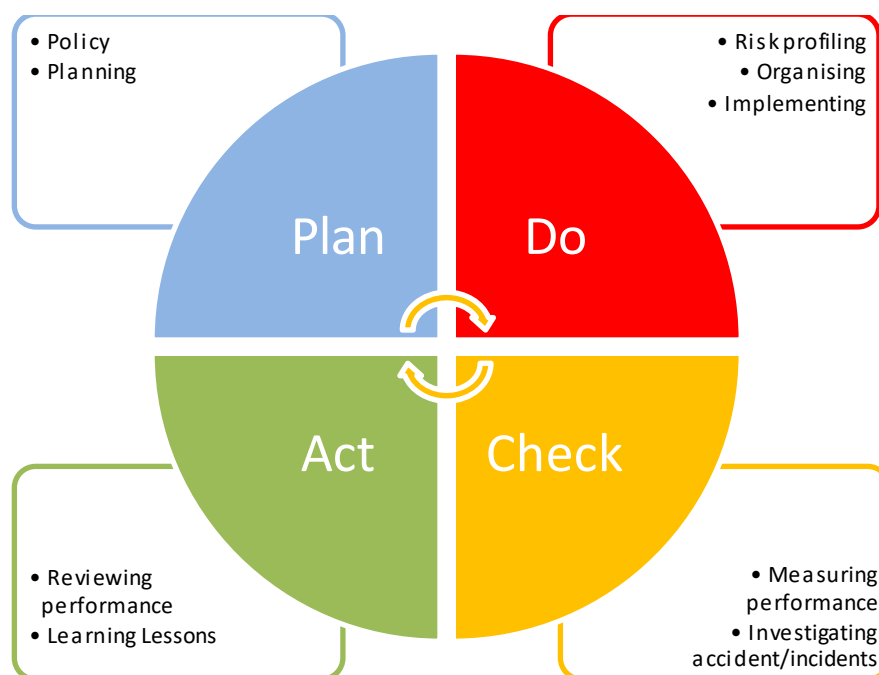 • Policy
• Planning
• Risk profiling
• Organising
• Implementing
Plan
Do
Act
Check
• Reviewing
performance
• Learning Lessons
• Measuring
performance
• Investigating
accident/incidents